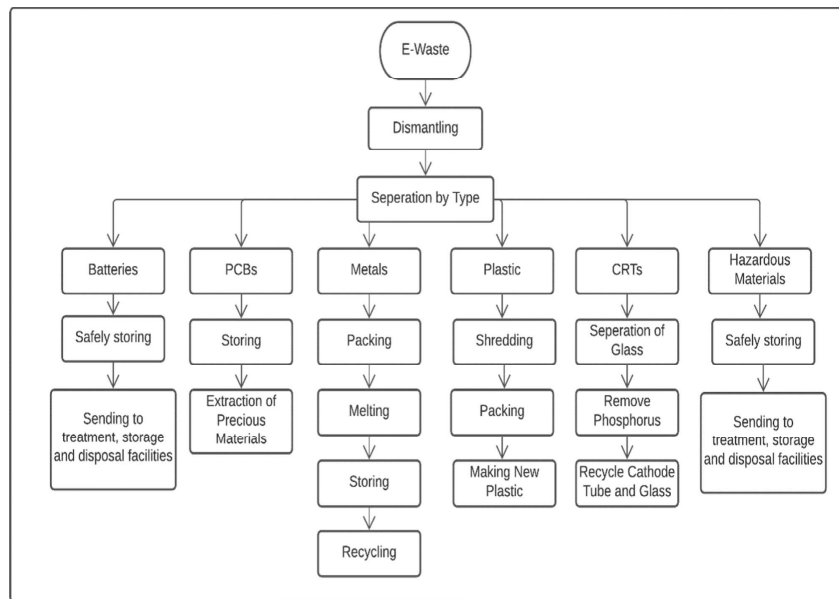 E-Waste
Dismantling
Seperation by Type
Batteries
PCBs
Metals
Plastic
CRTs
Hazardous
Materials
Safely storing
Storing
Packing
Shredding
Seperation
of Glass
Safely storing
Sending to
treatment, storage
and disposal facilities
Extraction of
Precious
Materials
Melting
Packing
Remove
Phosphorus
Sending to
treatment, storage
and disposal facilities
Storing
Making New
Plastic
Recycle Cathode
Tube and Glass
Recycling